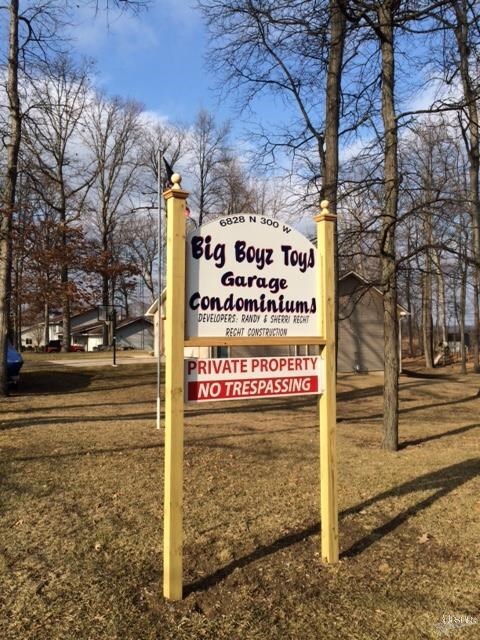 6828 N 300 W
Big Boyz Toys
Garage
Condominiums
DEVELOPERS: RANDY & SHERRI RECHT
RECHT CONSTRUCTION
PRIVATE PROPERTY
NO TRESPASSING